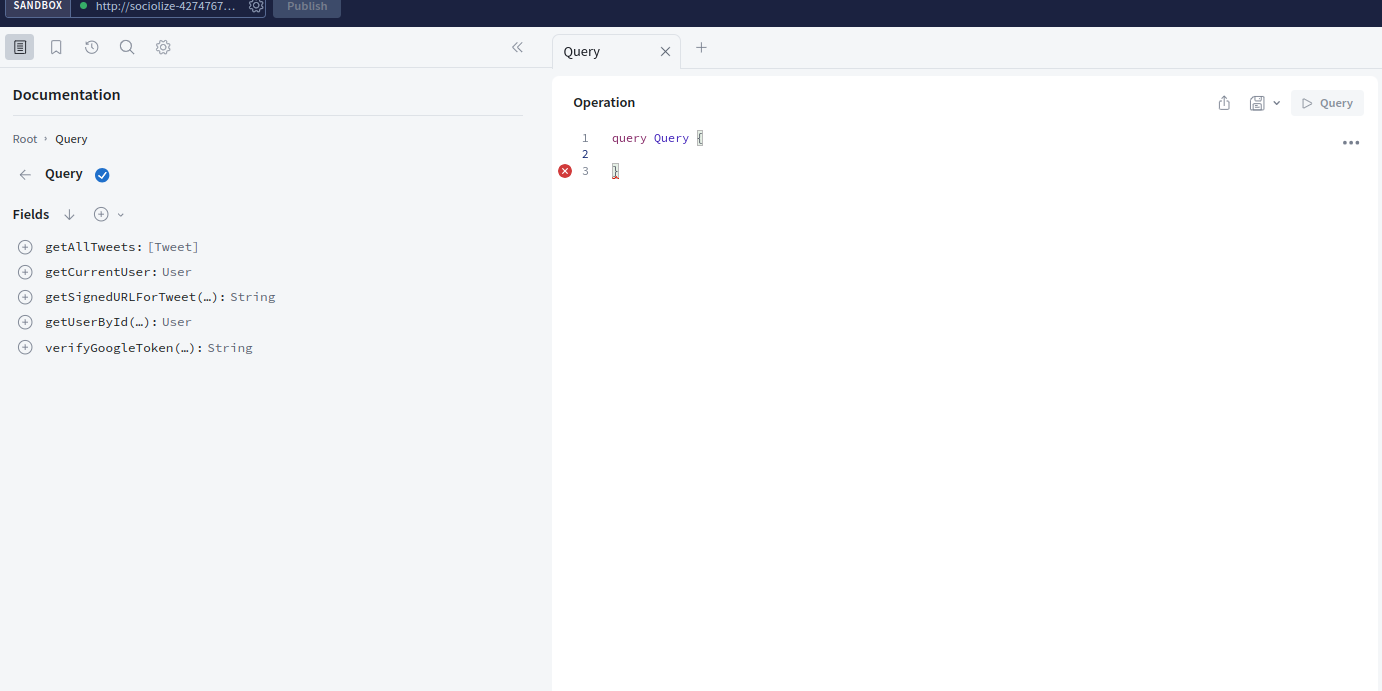 SANDBOX http://sociolize-4274767... Publish
Query
Documentation
Operation
Query
Root › Query
1 query Query {
2
3 }
Query
Fields
getAllTweets: [Tweet]
getCurrentUser: User
getSignedURLForTweet(…): String
getUserById(…): User
verifyGoogleToken(…): String